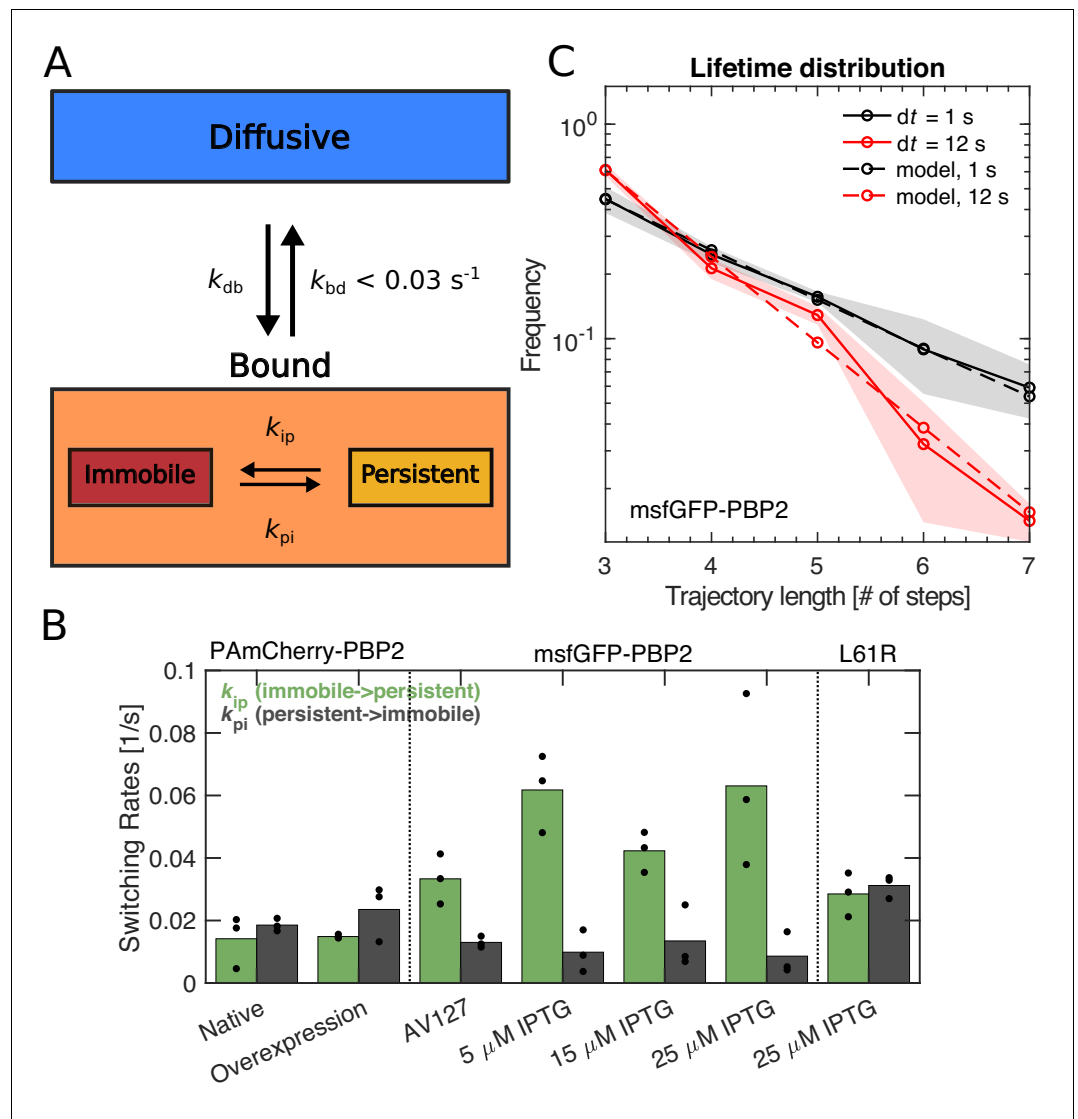 A
Diffusive
k_db
k_bd < 0.03 s⁻¹
Bound
k_ip
Immobile
Persistent
k_pi
C
Lifetime distribution
dt = 1 s
dt = 12 s
model, 1 s
model, 12 s
10⁰
10⁻¹
Frequency
msfGFP-PBP2
3 4 5 6 7
Trajectory length [# of steps]
B
PAmCherry-PBP2 msfGFP-PBP2 L61R
k_ip (immobile->persistent)
k_pi (persistent->immobile)
Switching Rates [1/s]
0.1
0.08
0.06
0.04
0.02
0
Native
Overexpression
AV127
5 μM IPTG
15 μM IPTG
25 μM IPTG
25 μM IPTG